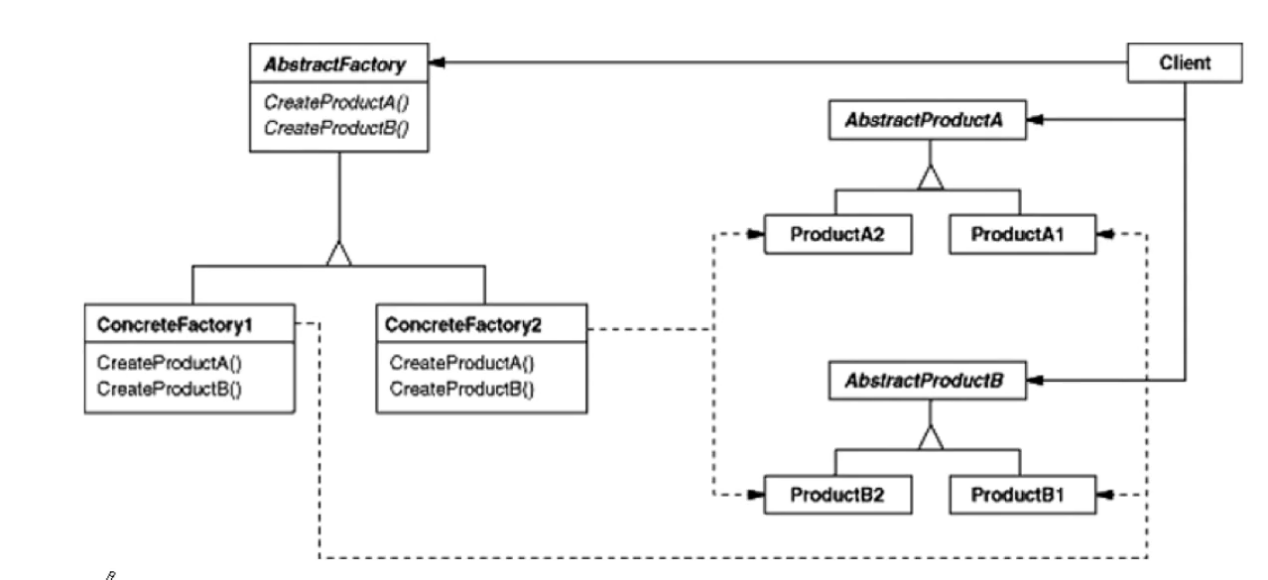 AbstractFactory
CreateProductA()
CreateProductB()
Client
AbstractProductA
ProductA2
ProductA1
ConcreteFactory1
CreateProductA()
CreateProductB()
ConcreteFactory2
CreateProductA()
CreateProductB()
AbstractProductB
ProductB2
ProductB1